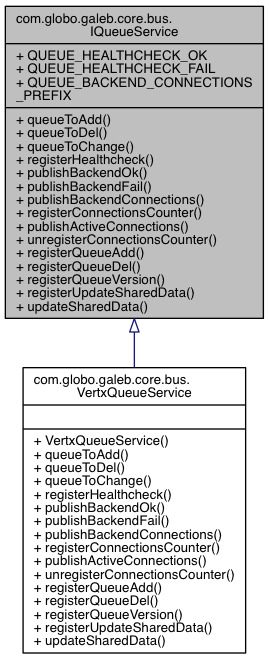 com.globo.galeb.core.bus.
IQueueService
+ QUEUE_HEALTHCHECK_OK
+ QUEUE_HEALTHCHECK_FAIL
+ QUEUE_BACKEND_CONNECTIONS
_PREFIX
+ queueToAdd()
+ queueToDel()
+ queueToChange()
+ registerHealthcheck()
+ publishBackendOk()
+ publishBackendFail()
+ publishBackendConnections()
+ registerConnectionsCounter()
+ publishActiveConnections()
+ unregisterConnectionsCounter()
+ registerQueueAdd()
+ registerQueueDel()
+ registerQueueVersion()
+ registerUpdateSharedData()
+ updateSharedData()
com.globo.galeb.core.bus.
VertxQueueService
+ VertxQueueService()
+ queueToAdd()
+ queueToDel()
+ queueToChange()
+ registerHealthcheck()
+ publishBackendOk()
+ publishBackendFail()
+ publishBackendConnections()
+ registerConnectionsCounter()
+ publishActiveConnections()
+ unregisterConnectionsCounter()
+ registerQueueAdd()
+ registerQueueDel()
+ registerQueueVersion()
+ registerUpdateSharedData()
+ updateSharedData()